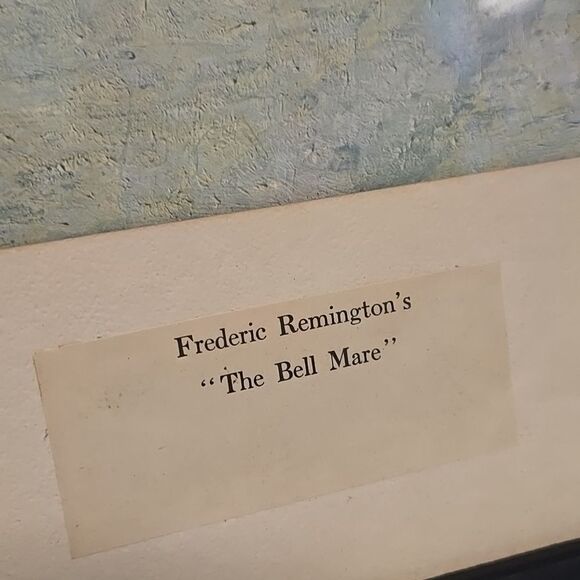 Frederic Remington's
“The Bell Mare”